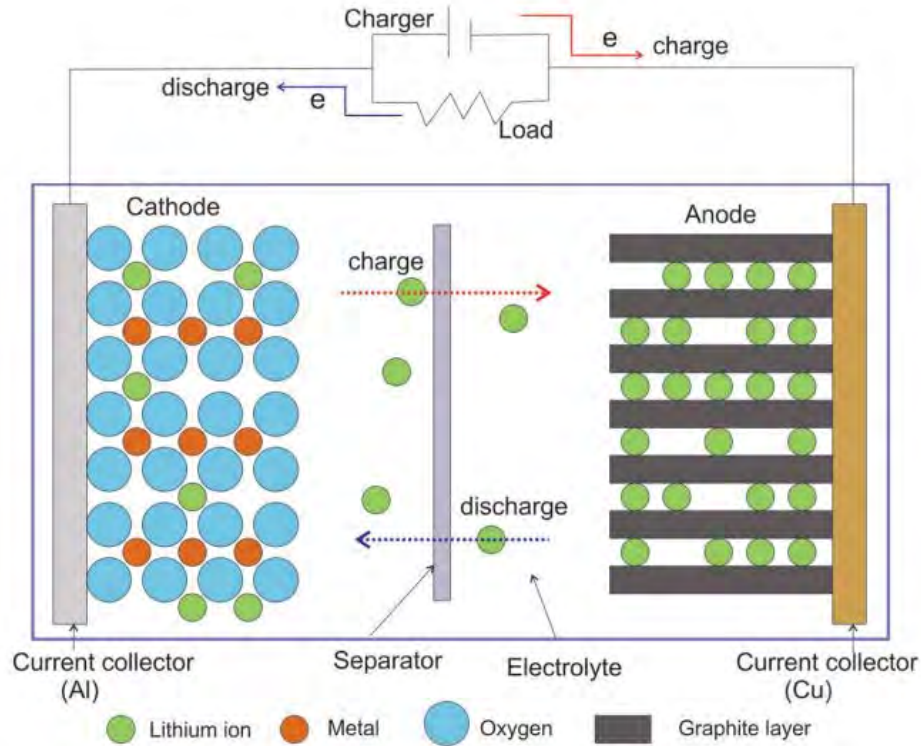 Charger
e
charge
discharge
e
Load
Cathode
Anode
charge
discharge
Current collector
(Al)
Separator
Electrolyte
Current collector
(Cu)
Lithium ion
Metal
Oxygen
Graphite layer